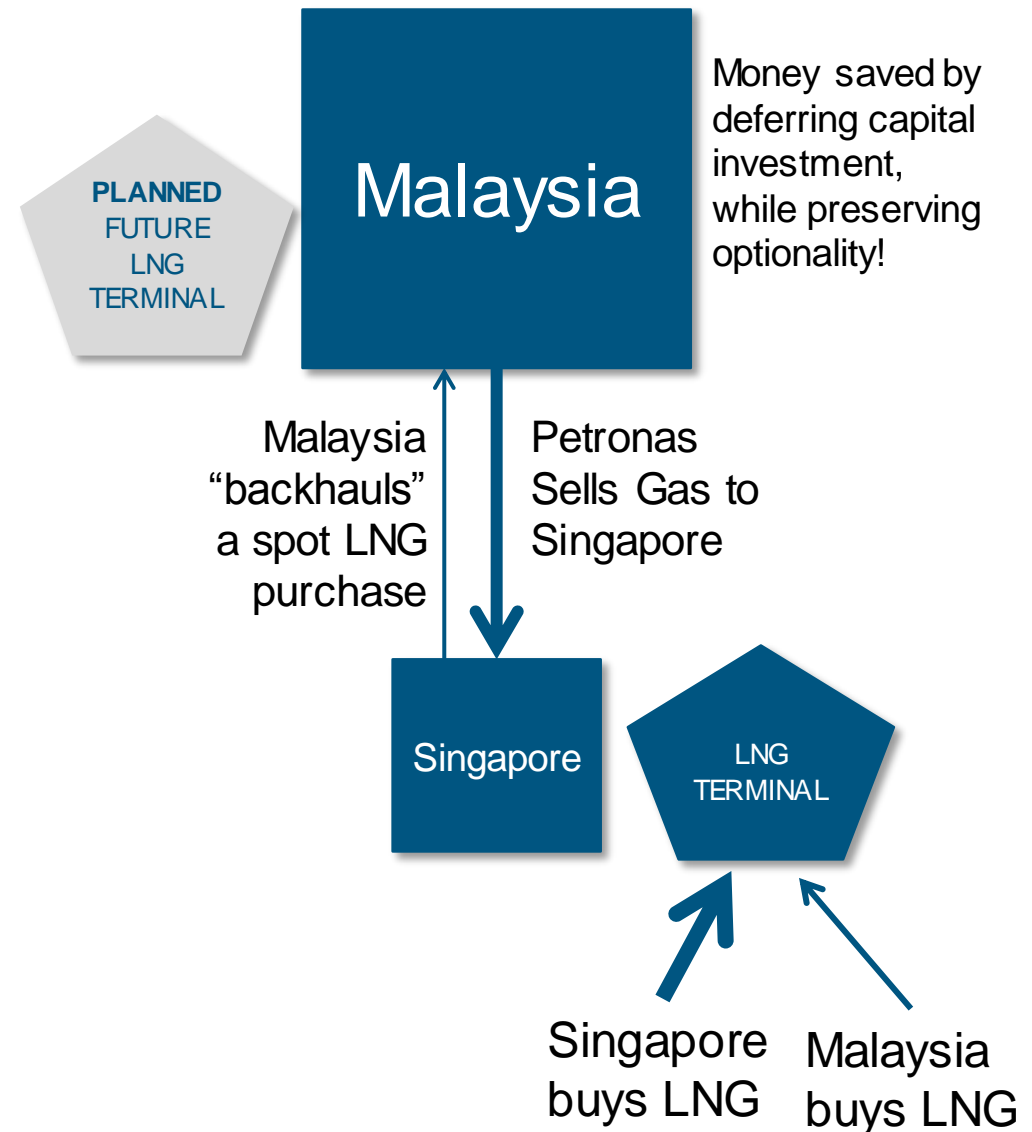 Malaysia
Money saved by
deferring capital
investment,
while preserving
optionality!
PLANNED
FUTURE
LNG
TERMINAL
Malaysia
“backhauls”
a spot LNG
purchase
Petronas
Sells Gas to
Singapore
Singapore
LNG
TERMINAL
Singapore
buys LNG
Malaysia
buys LNG